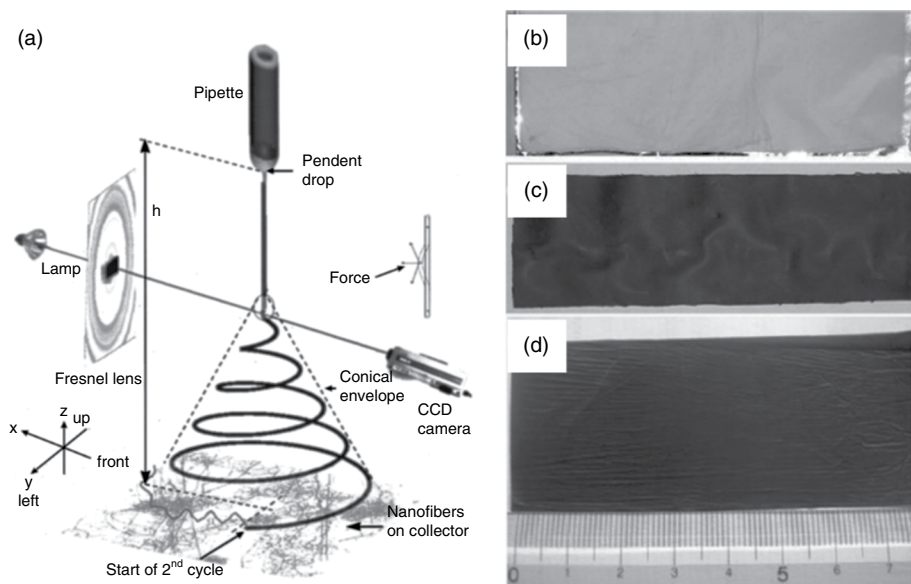 (a)
Pipette
Pendent
drop
h
Lamp
Force
Fresnel lens
Conical
envelope
CCD
camera
z
up
x
front
y
left
Nanofibers
on collector
Start of 2nd cycle
(b)
(c)
(d)
0 1 2 3 4 5 6 7